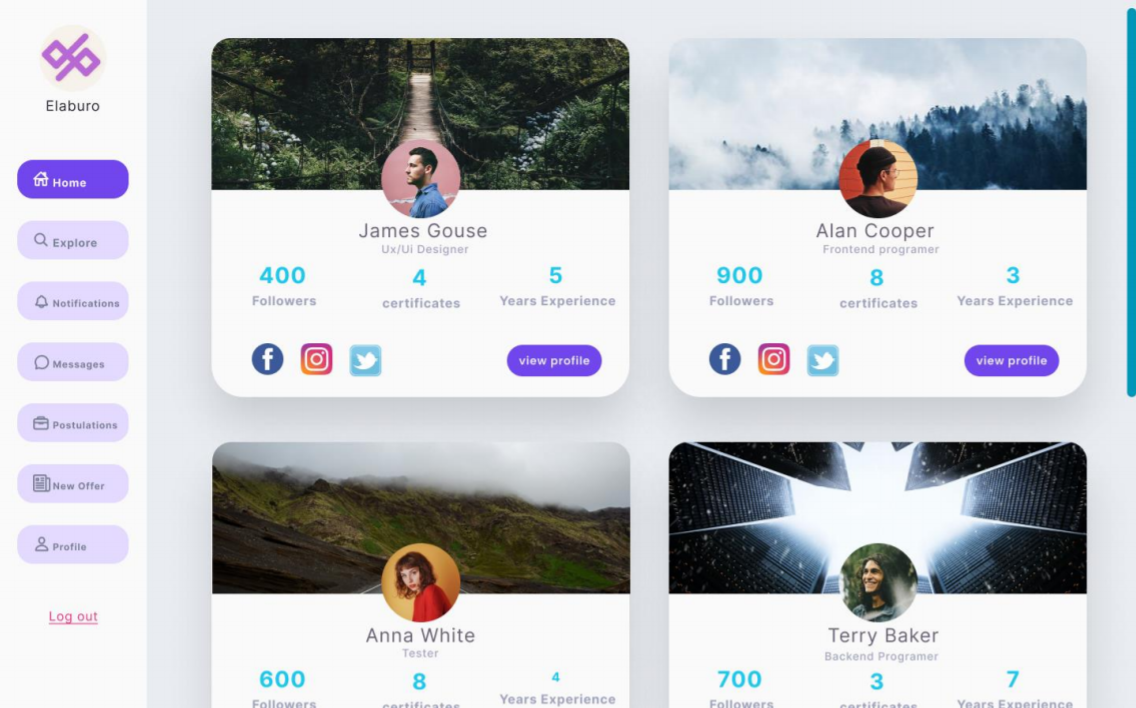 Elaburo
Home
Explore
Notifications
Messages
Postulations
New Offer
Profile
Log out
James Gouse
Ux/Ui Designer
400 4 5
Followers certificates Years Experience
view profile
Alan Cooper
Frontend programer
900 8 3
Followers certificates Years Experience
view profile
Anna White
Tester
600 8 4
Followers certificates Years Experience
Terry Baker
Backend Programer
700 3 7
Followers certificates Years Experience